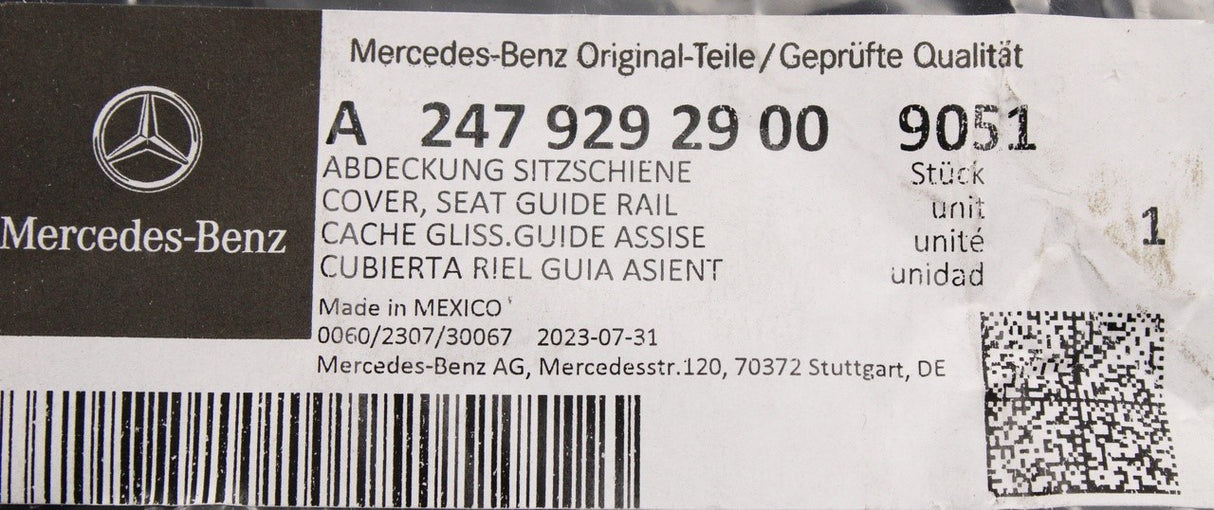 Mercedes-Benz Original-Teile/Geprüfte Qualität
A 247 929 29 00 9051
ABDECKUNG SITZSCHIENE Stück
COVER, SEAT GUIDE RAIL unit
CACHE GLISS.GUIDE ASSISE unité
CUBIERTA RIEL GUIA ASIENT unidad
1
Made in MEXICO
0060/2307/30067 2023-07-31
Mercedes-Benz AG, Mercedesstr.120, 70372 Stuttgart, DE
Mercedes-Benz